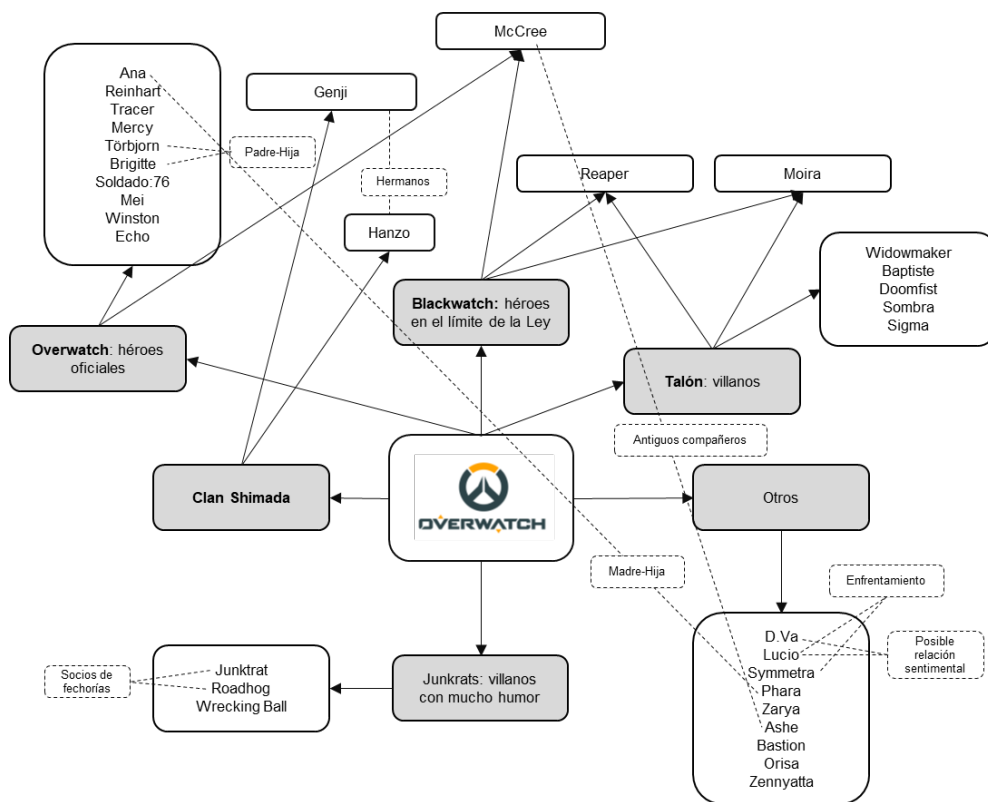 McCree
Ana
Reinhart
Tracer
Mercy
Törbjorn
Brigitte
Soldado:76
Mei
Winston
Echo
Genji
Padre-Hija
Hermanos
Hanzo
Reaper
Moira
Widowmaker
Baptiste
Doomfist
Sombra
Sigma
Blackwatch: héroes
en el límite de la Ley
Overwatch: héroes
oficiales
Talón: villanos
Antiguos compañeros
Clan Shimada
OVERWATCH
Otros
Madre-Hija
Enfrentamiento
D.Va
Lucio
Symmetra
Phara
Zarya
Ashe
Bastion
Orisa
Zennyatta
Posible
relación
sentimental
Socios de
fechorías
Junktrat
Roadhog
Wrecking Ball
Junkrats: villanos
con mucho humor